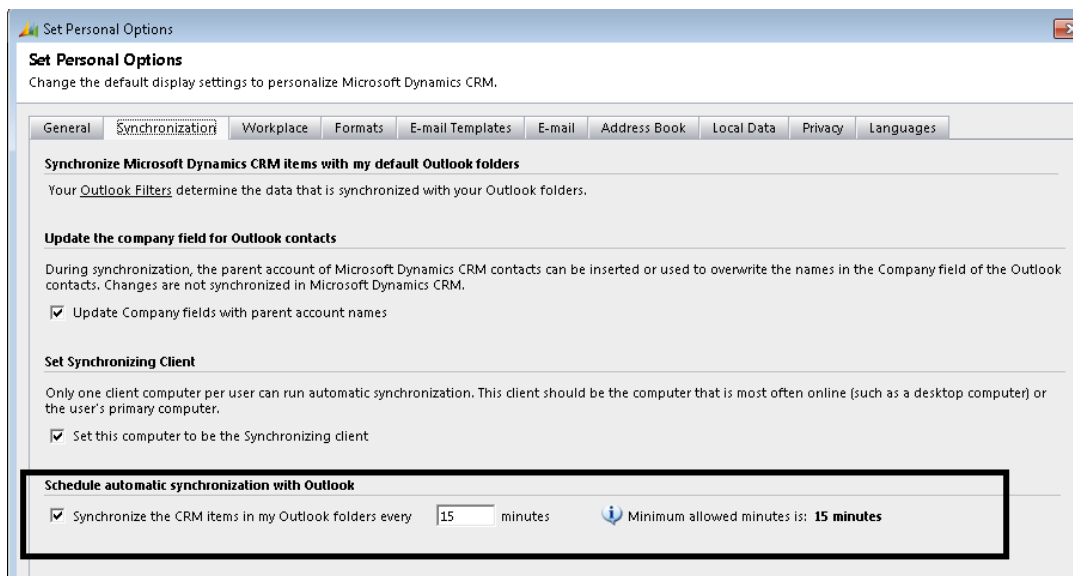 Set Personal Options
Set Personal Options
Change the default display settings to personalize Microsoft Dynamics CRM.
General Synchronization Workplace Formats E-mail Templates E-mail Address Book Local Data Privacy Languages
Synchronize Microsoft Dynamics CRM items with my default Outlook folders
Your Outlook Filters determine the data that is synchronized with your Outlook folders.
Update the company field for Outlook contacts
During synchronization, the parent account of Microsoft Dynamics CRM contacts can be inserted or used to overwrite the names in the Company field of the Outlook
contacts. Changes are not synchronized in Microsoft Dynamics CRM.
Update Company fields with parent account names
Set Synchronizing Client
Only one client computer per user can run automatic synchronization. This client should be the computer that is most often online (such as a desktop computer) or
the user's primary computer.
Set this computer to be the Synchronizing client
Schedule automatic synchronization with Outlook
Synchronize the CRM items in my Outlook folders every 15 minutes Minimum allowed minutes is: 15 minutes